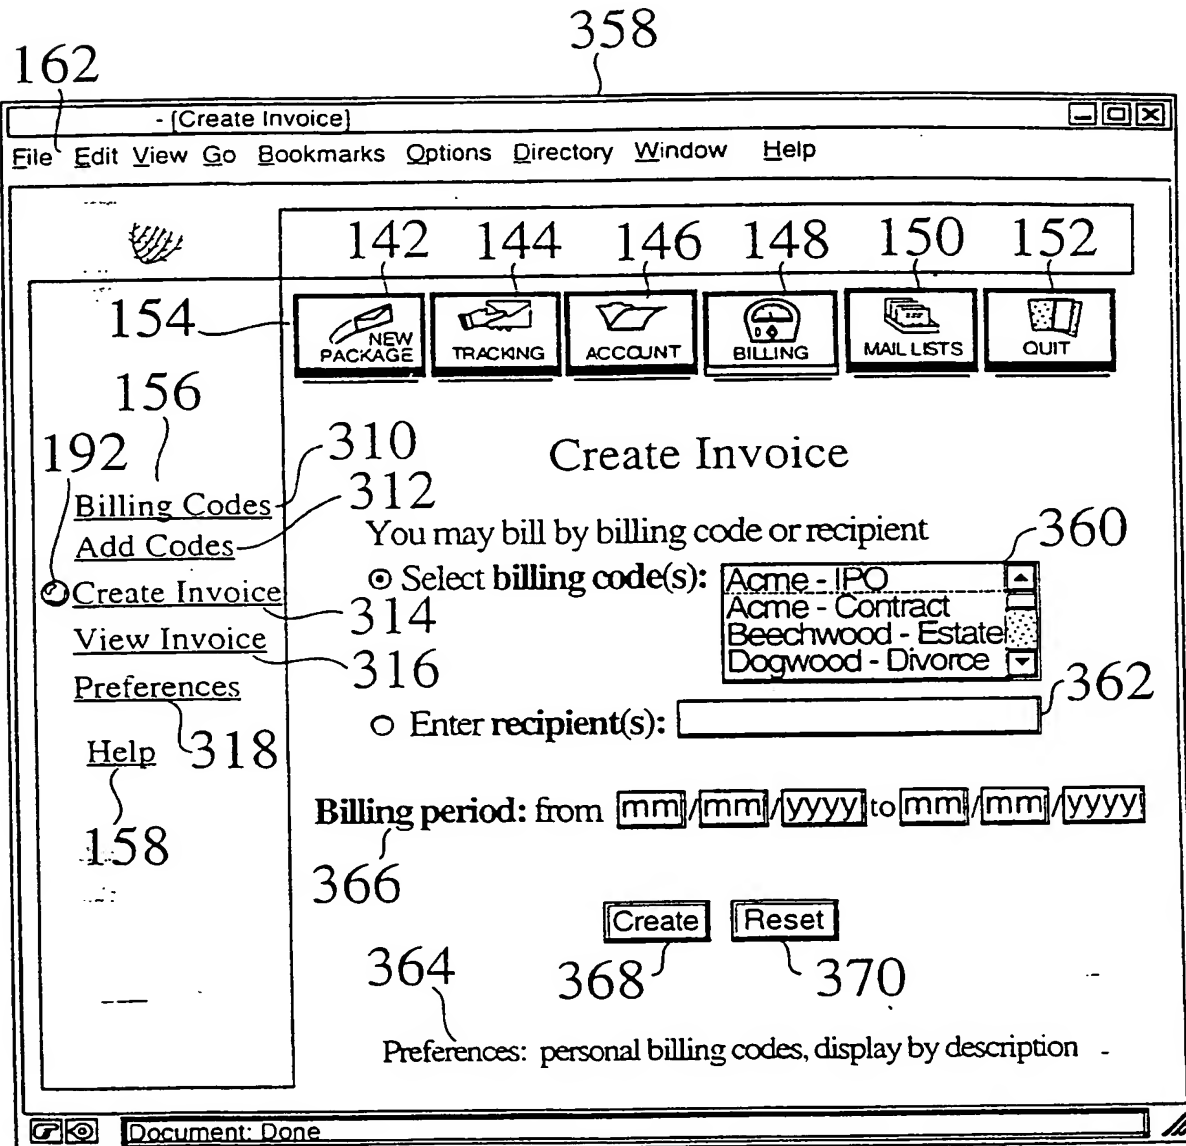 358
162
- [Create Invoice]
File Edit View Go Bookmarks Options Directory Window Help
142 144 146 148 150 152
154
NEW PACKAGE
TRACKING
ACCOUNT
BILLING
MAIL LISTS
QUIT
156
192
310
Create Invoice
Billing Codes
312
You may bill by billing code or recipient
Add Codes
360
Select billing code(s):
Acme - IPO
Acme - Contract
Beechwood - Estate
Dogwood - Divorce
Create Invoice
314
View Invoice
316
Preferences
362
Enter recipient(s):
Help
318
158
Billing period: from mm/mm/yyyy to mm/mm/yyyy
366
Create Reset
364 368 370
Preferences: personal billing codes, display by description
Document: Done